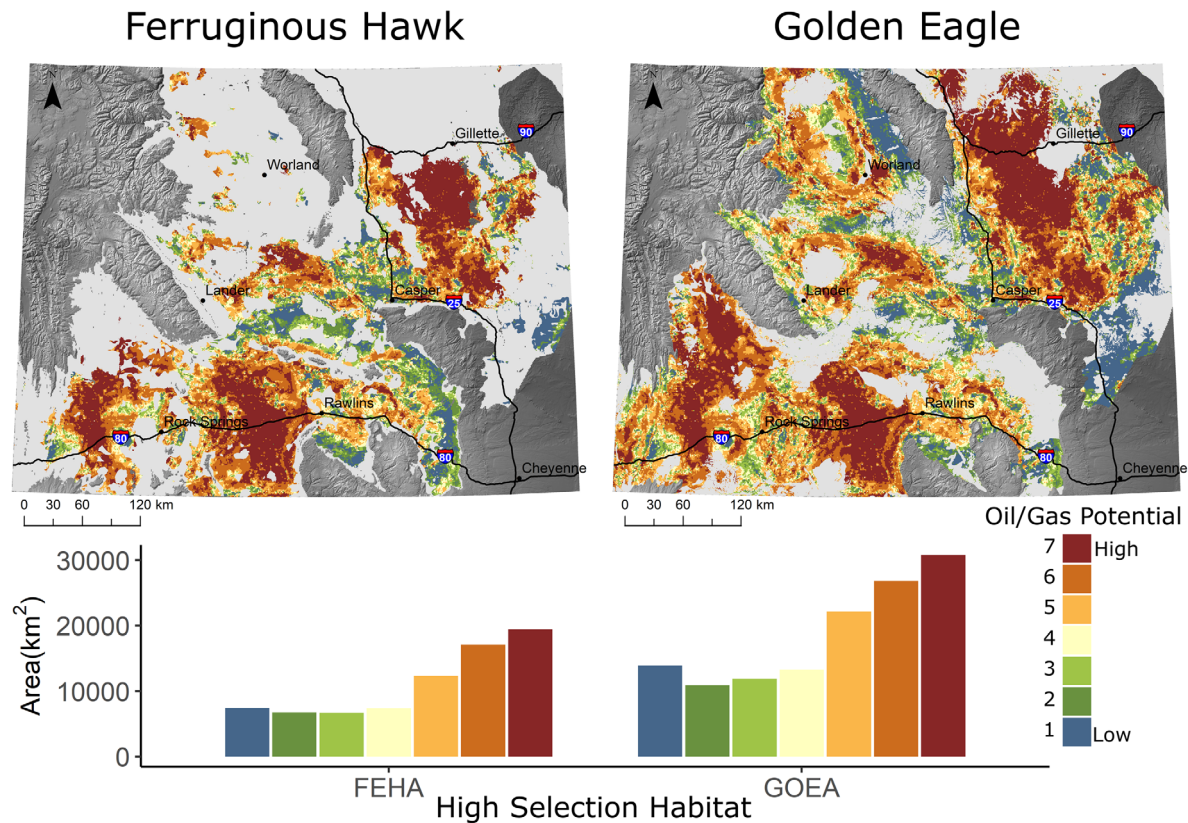 Ferruginous Hawk
Golden Eagle
N
Gillette
90
Worland
Lander
Casper
25
Rock Springs
Rawlins
80
80
Cheyenne
0 30 60 120 km
N
Gillette
90
Worland
Lander
Casper
25
Rock Springs
Rawlins
80
80
Cheyenne
0 30 60 120 km
Oil/Gas Potential
7 High
6
5
4
3
2
1 Low
Area(km²)
30000
20000
10000
0
FEHA
GOEA
High Selection Habitat